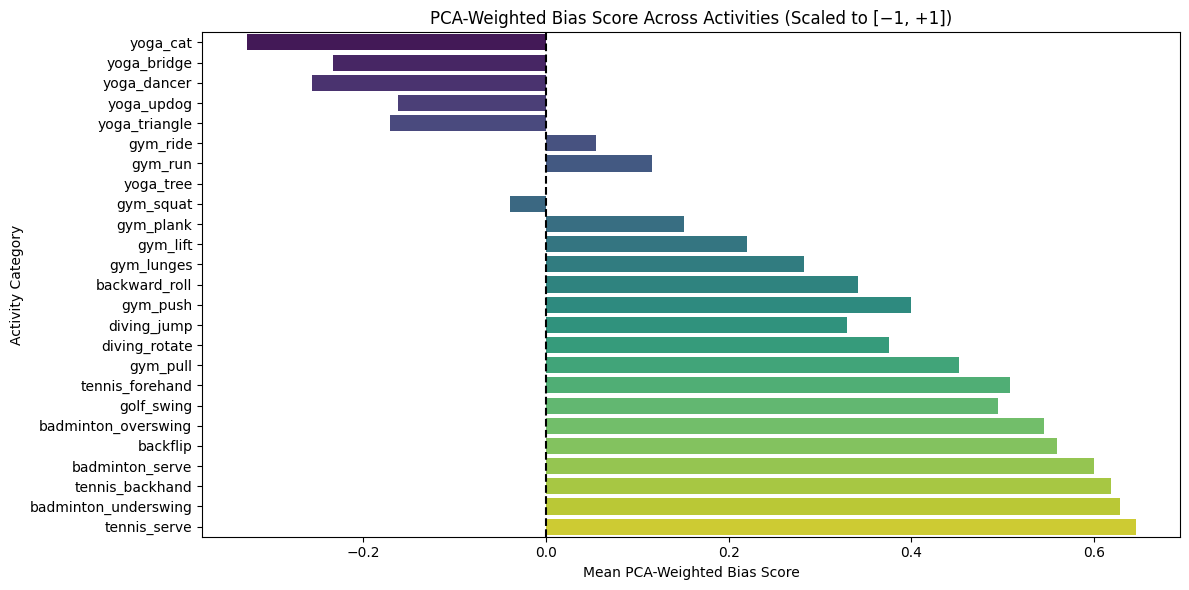 PCA-Weighted Bias Score Across Activities (Scaled to [−1, +1])
Activity Category
yoga_cat
yoga_bridge
yoga_dancer
yoga_updog
yoga_triangle
gym_ride
gym_run
yoga_tree
gym_squat
gym_plank
gym_lift
gym_lunges
backward_roll
gym_push
diving_jump
diving_rotate
gym_pull
tennis_forehand
golf_swing
badminton_overswing
backflip
badminton_serve
tennis_backhand
badminton_underswing
tennis_serve
−0.2 0.0 0.2 0.4 0.6
Mean PCA-Weighted Bias Score